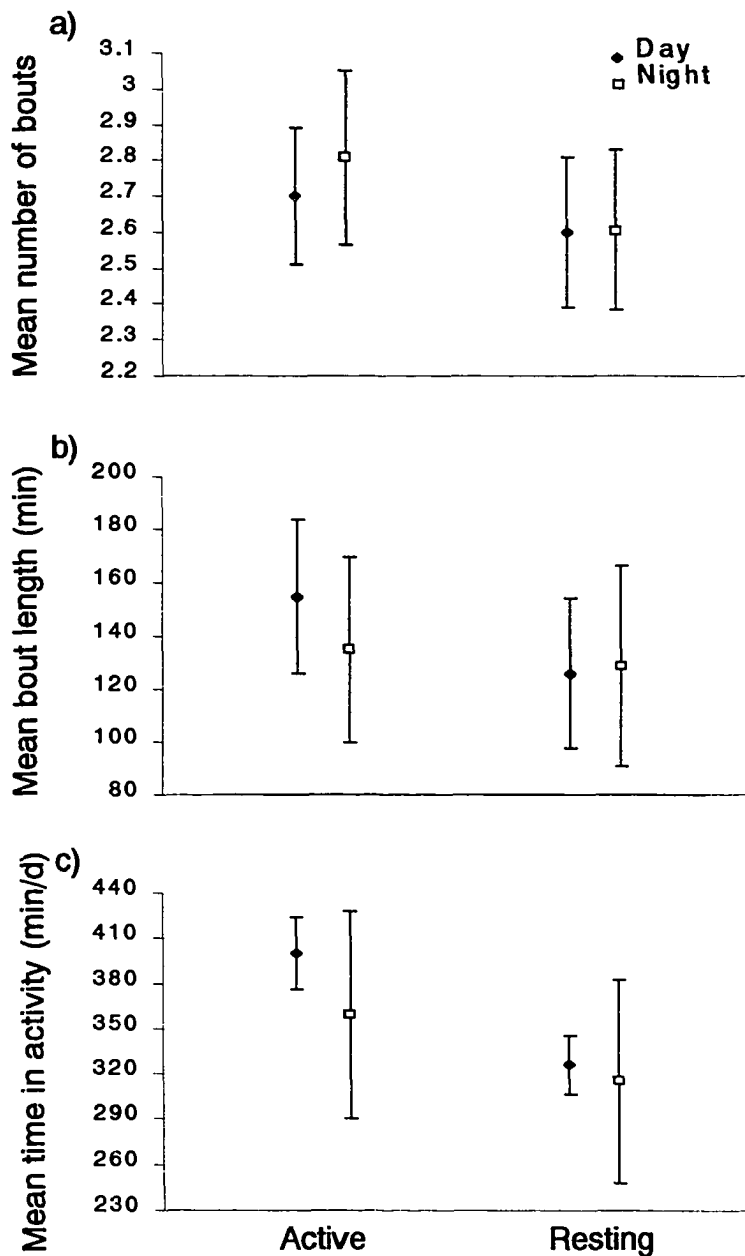 a)
Day
Night
Mean number of bouts
3.1
3
2.9
2.8
2.7
2.6
2.5
2.4
2.3
2.2
b)
Mean bout length (min)
200
180
160
140
120
100
80
c)
Mean time in activity (min/d)
440
410
380
350
320
290
260
230
Active Resting